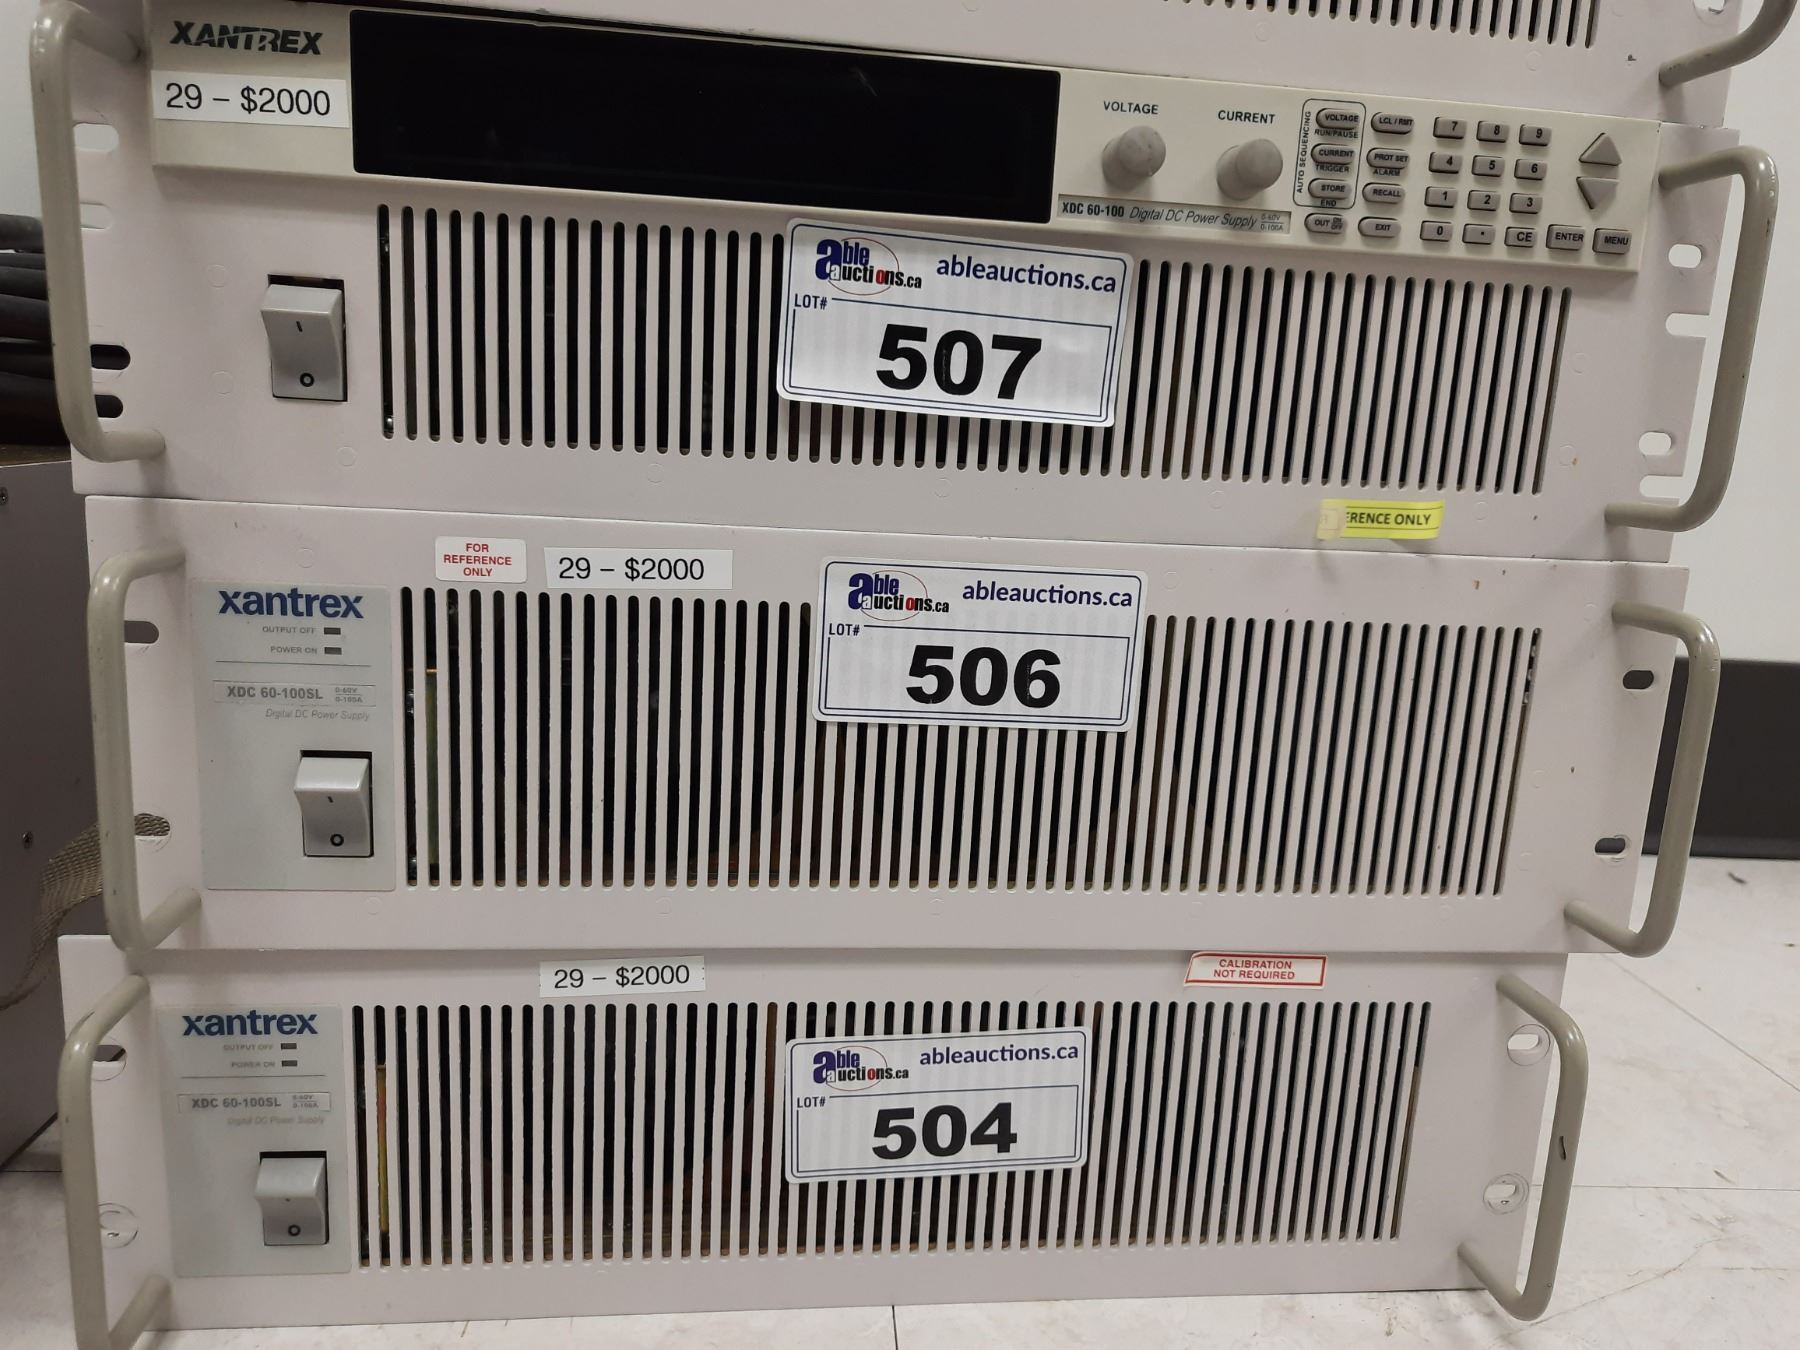 XANTREX
29 – $2000
VOLTAGE
CURRENT
AUTO SEQUENCING
VOLTAGE
RUN/PAUSE
CURRENT
TRIGGER
STORE
END
OUT ON OFF
LCL / RMT
PROT SET
ALARM
RECALL
EXIT
7 8 9
4 5 6
1 2 3
0 • CE ENTER MENU
XDC 60-100 Digital DC Power Supply 0-60V 0-100A
I
O
able auctions.ca ableauctions.ca
LOT#
507
ERENCE ONLY
FOR
REFERENCE
ONLY
29 – $2000
xantrex
OUTPUT OFF
POWER ON
XDC 60-100SL 0-60V 0-100A
Digital DC Power Supply
I
O
able auctions.ca ableauctions.ca
LOT#
506
29 – $2000
CALIBRATION
NOT REQUIRED
xantrex
OUTPUT OFF
POWER ON
XDC 60-100SL 0-60V 0-100A
Digital DC Power Supply
O
able auctions.ca ableauctions.ca
LOT#
504